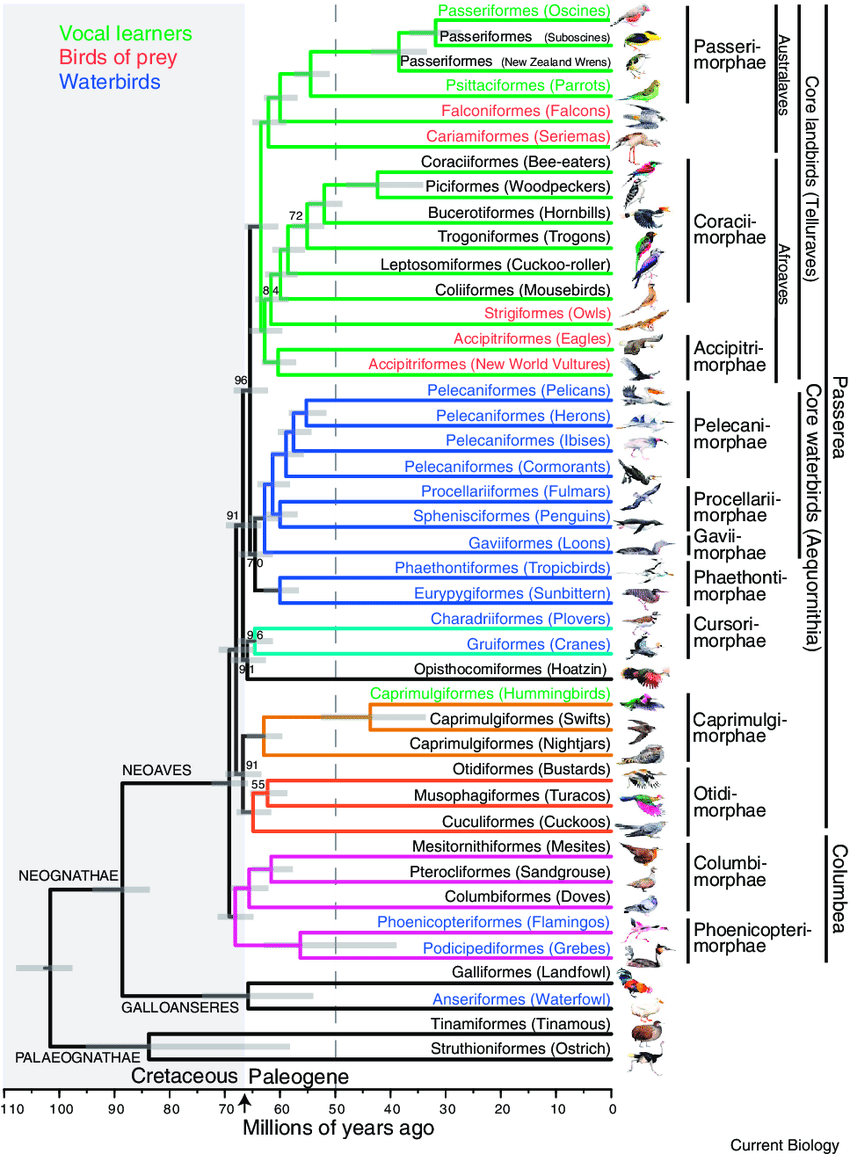 Vocal learners
Birds of prey
Waterbirds
Passeriformes (Oscines)
Passeriformes (Suboscines)
Passeriformes (New Zealand Wrens)
Psittaciformes (Parrots)
Falconiformes (Falcons)
Cariamiformes (Seriemas)
Coraciiformes (Bee-eaters)
Piciformes (Woodpeckers)
72
Bucerotiformes (Hornbills)
Trogoniformes (Trogons)
Leptosomiformes (Cuckoo-roller)
84
Coliiformes (Mousebirds)
Strigiformes (Owls)
Accipitriformes (Eagles)
Accipitriformes (New World Vultures)
96
Pelecaniformes (Pelicans)
Pelecaniformes (Herons)
Pelecaniformes (Ibises)
Pelecaniformes (Cormorants)
Procellariiformes (Fulmars)
91
Sphenisciformes (Penguins)
Gaviiformes (Loons)
70
Phaethontiformes (Tropicbirds)
Eurypygiformes (Sunbittern)
Charadriiformes (Plovers)
96
Gruiformes (Cranes)
91
Opisthocomiformes (Hoatzin)
Caprimulgiformes (Hummingbirds)
Caprimulgiformes (Swifts)
Caprimulgiformes (Nightjars)
91
NEOAVES
Otidiformes (Bustards)
55
Musophagiformes (Turacos)
Cuculiformes (Cuckoos)
Mesitornithiformes (Mesites)
NEOGNATHAE
Pterocliformes (Sandgrouse)
Columbiformes (Doves)
Phoenicopteriformes (Flamingos)
Podicipediformes (Grebes)
Galliformes (Landfowl)
GALLOANSERES
Anseriformes (Waterfowl)
Tinamiformes (Tinamous)
PALAEOGNATHAE
Struthioniformes (Ostrich)
Passeri-
morphae
Coracii-
morphae
Accipitri-
morphae
Pelecani-
morphae
Procellarii-
morphae
Gavii-
morphae
Phaethonti-
morphae
Cursori-
morphae
Caprimulgi-
morphae
Otidi-
morphae
Columbi-
morphae
Phoenicopteri-
morphae
Australaves
Afroaves
Core landbirds (Telluraves)
Core waterbirds (Aequornithia)
Passerea
Columbea
Cretaceous Paleogene
110 100 90 80 70 60 50 40 30 20 10 0
Millions of years ago
Current Biology